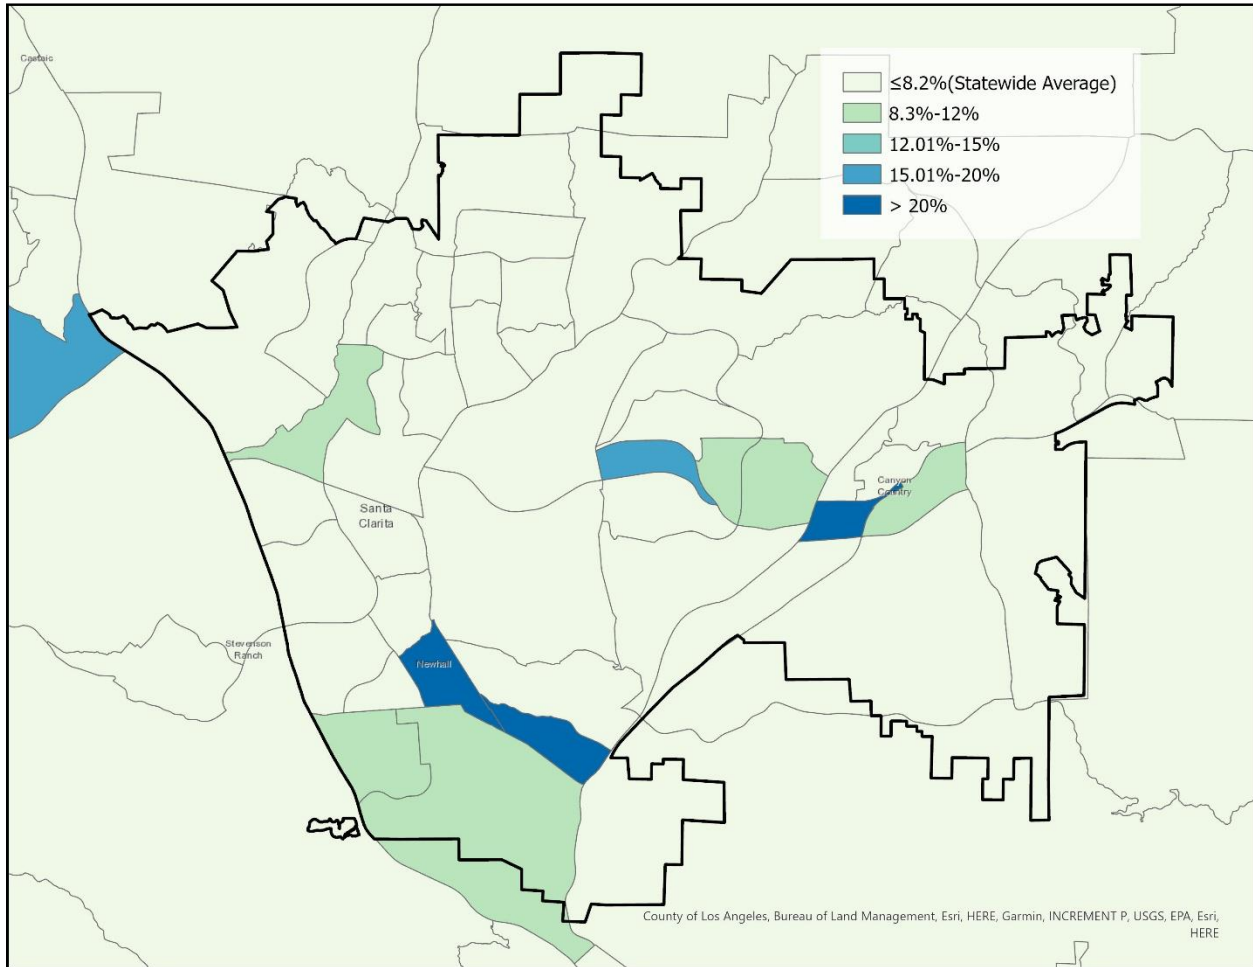 Castaic
≤8.2%(Statewide Average)
8.3%-12%
12.01%-15%
15.01%-20%
> 20%
Canyon
Country
Santa
Clarita
Stevenson
Ranch
Newhall
County of Los Angeles, Bureau of Land Management, Esri, HERE, Garmin, INCREMENT P, USGS, EPA, Esri,
HERE